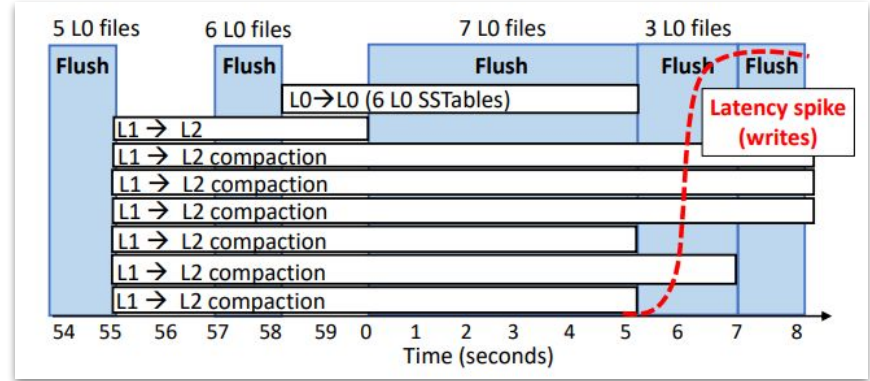 5 L0 files 6 L0 files 7 L0 files 3 L0 files
Flush Flush Flush Flush Flush
L0→L0 (6 L0 SSTables)
Latency spike
(writes)
L1 → L2
L1 → L2 compaction
L1 → L2 compaction
L1 → L2 compaction
L1 → L2 compaction
L1 → L2 compaction
L1 → L2 compaction
54 55 56 57 58 59 0 1 2 3 4 5 6 7 8
Time (seconds)